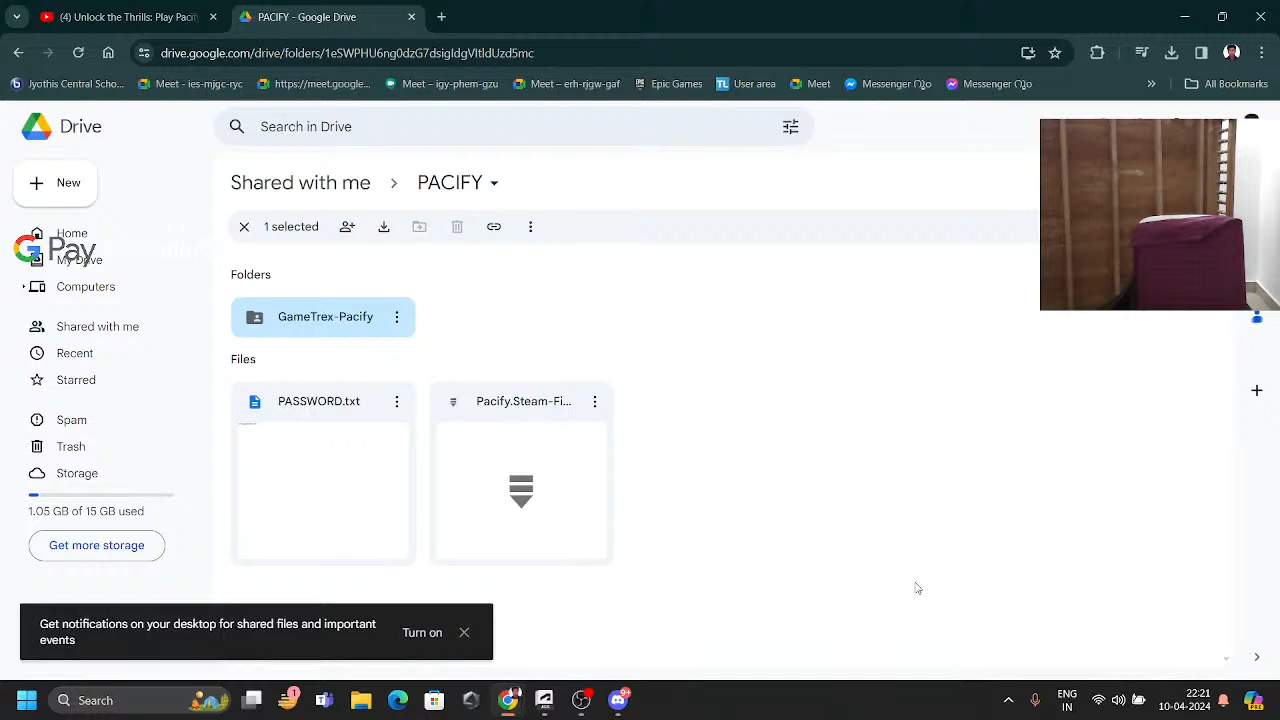 (4) Unlock the Thrills: Play Pacify
PACIFY - Google Drive
drive.google.com/drive/folders/1eSWPHU6ng0dzG7dsigIdgVItldUzd5mc
Jyothis Central Scho...
Meet – ies-mjgc-ryc
https://meet.google...
Meet – igy-phem-gzu
Meet – erh-rjgw-gaf
Epic Games
User area
Meet
Messenger
Messenger
»
All Bookmarks
Drive
Search in Drive
New
Shared with me
PACIFY
1 selected
Home
G Pay
My Drive
Computers
Shared with me
Recent
Starred
Spam
Trash
Storage
1.05 GB of 15 GB used
Get more storage
Folders
GameTrex-Pacify
Files
PASSWORD.txt
Pacify.Steam-Fi...
Get notifications on your desktop for shared files and important
events
Turn on
Search
ENG
IN
22:21
10-04-2024